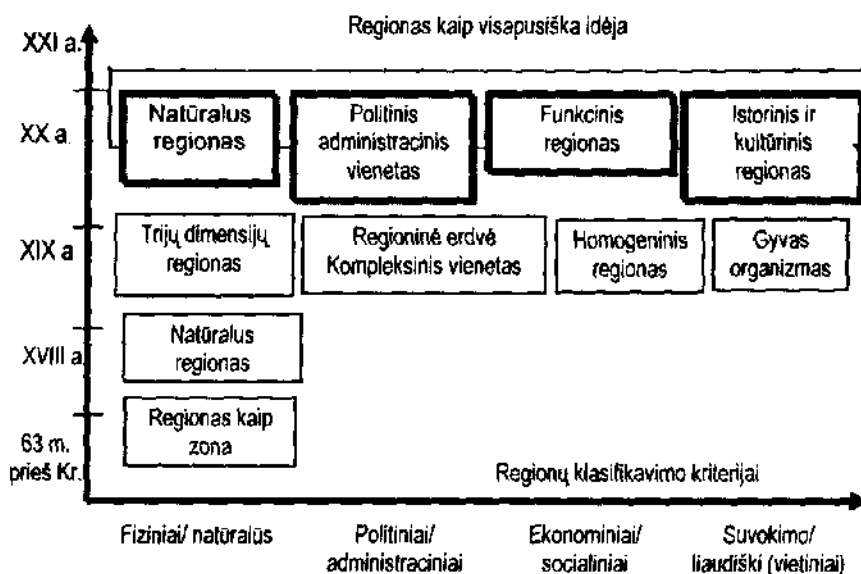 XXI a.
Regionas kaip visapusiška idėja
XX a.
Natūralus
regionas
Politinis
administracinis
vienetas
Funkcinis
regionas
Istorinis ir
kultūrinis
regionas
XIX a
Trijų dimensijų
regionas
Regioninė erdvė
Kompleksinis vienetas
Homogeninis
regionas
Gyvas
organizmas
XVIII a.
Natūralus
regionas
63 m.
prieš Kr.
Regionas kaip
zona
Regionų klasifikavimo kriterijai
Fiziniai/ natūralūs
Politiniai/
administraciniai
Ekonominiai/
socialiniai
Suvokimo/
liaudiški (vietiniai)